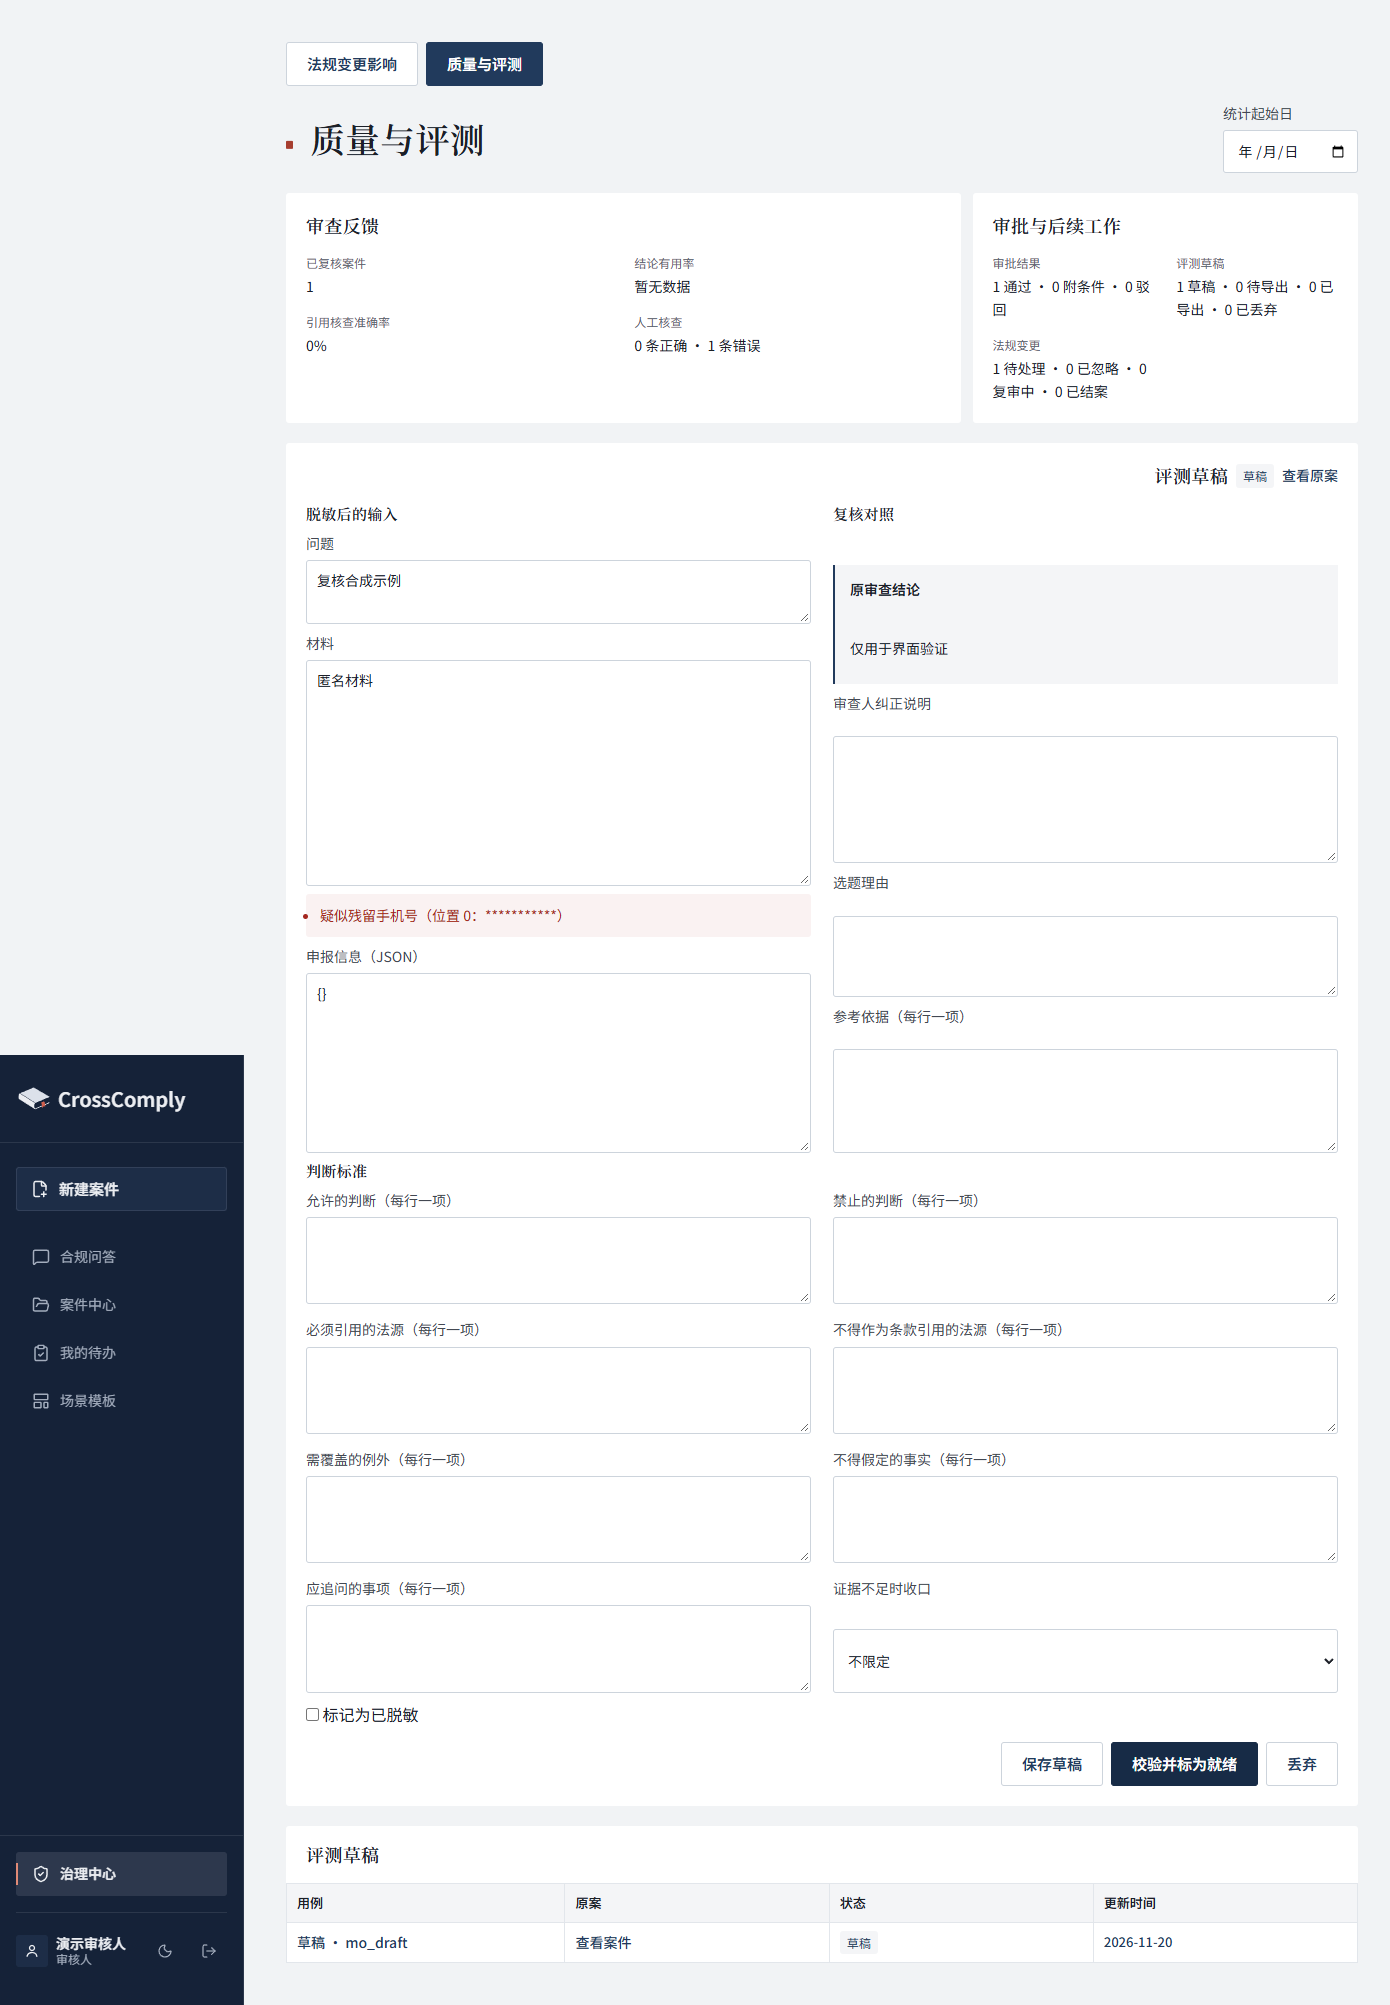 法规变更影响
质量与评测
质量与评测
统计起始日
年 /月/日
审查反馈
已复核案件
1
结论有用率
暂无数据
引用核查准确率
0%
人工核查
0 条正确 · 1 条错误
审批与后续工作
审批结果
1 通过 · 0 附条件 · 0 驳
回
评测草稿
1 草稿 · 0 待导出 · 0 已
导出 · 0 已丢弃
法规变更
1 待处理 · 0 已忽略 · 0
复审中 · 0 已结案
评测草稿
草稿
查看原案
脱敏后的输入
问题
复核合成示例
材料
匿名材料
疑似残留手机号（位置 0：***********）
申报信息（JSON）
{}
复核对照
原审查结论
仅用于界面验证
审查人纠正说明
选题理由
参考依据（每行一项）
判断标准
允许的判断（每行一项）
禁止的判断（每行一项）
必须引用的法源（每行一项）
不得作为条款引用的法源（每行一项）
需覆盖的例外（每行一项）
不得假定的事实（每行一项）
应追问的事项（每行一项）
证据不足时收口
不限定
标记为已脱敏
保存草稿
校验并标为就绪
丢弃
评测草稿
用例
原案
状态
更新时间
草稿 · mo_draft
查看案件
草稿
2026-11-20
CrossComply
新建案件
合规问答
案件中心
我的待办
场景模板
治理中心
演示审核人
审核人